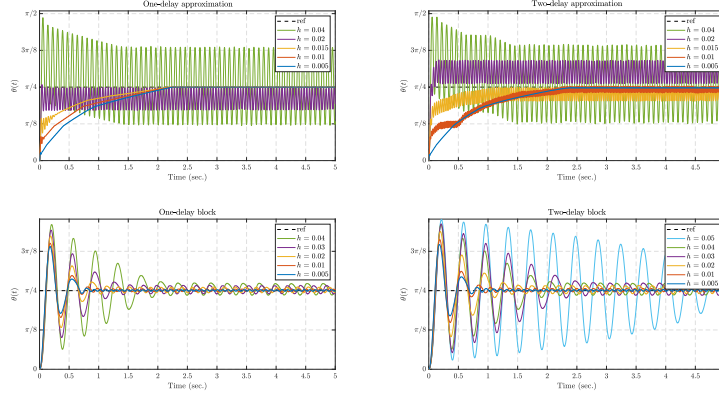 One-delay approximation
π/2
3π/8
π/4
π/8
0
θ(t)
0 0.5 1 1.5 2 2.5 3 3.5 4 4.5 5
Time (sec.)
ref
h = 0.04
h = 0.02
h = 0.015
h = 0.01
h = 0.005
Two-delay approximation
π/2
3π/8
π/4
π/8
0
θ(t)
0 0.5 1 1.5 2 2.5 3 3.5 4 4.5
Time (sec.)
ref
h = 0.04
h = 0.02
h = 0.015
h = 0.01
h = 0.005
One-delay block
3π/8
π/4
π/8
0
θ(t)
0 0.5 1 1.5 2 2.5 3 3.5 4 4.5 5
Time (sec.)
ref
h = 0.04
h = 0.03
h = 0.02
h = 0.01
h = 0.005
Two-delay block
3π/8
π/4
π/8
0
θ(t)
0 0.5 1 1.5 2 2.5 3 3.5 4 4.5
Time (sec.)
ref
h = 0.05
h = 0.04
h = 0.03
h = 0.02
h = 0.01
h = 0.005